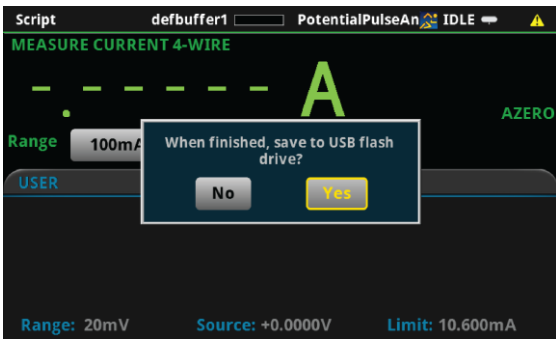 Script defbuffer1 PotentialPulseAn IDLE
MEASURE CURRENT 4-WIRE
-.----- A
AZERO
Range 100mA
When finished, save to USB flash
drive?
No Yes
USER
Range: 20mV Source: +0.0000V Limit: 10.600mA